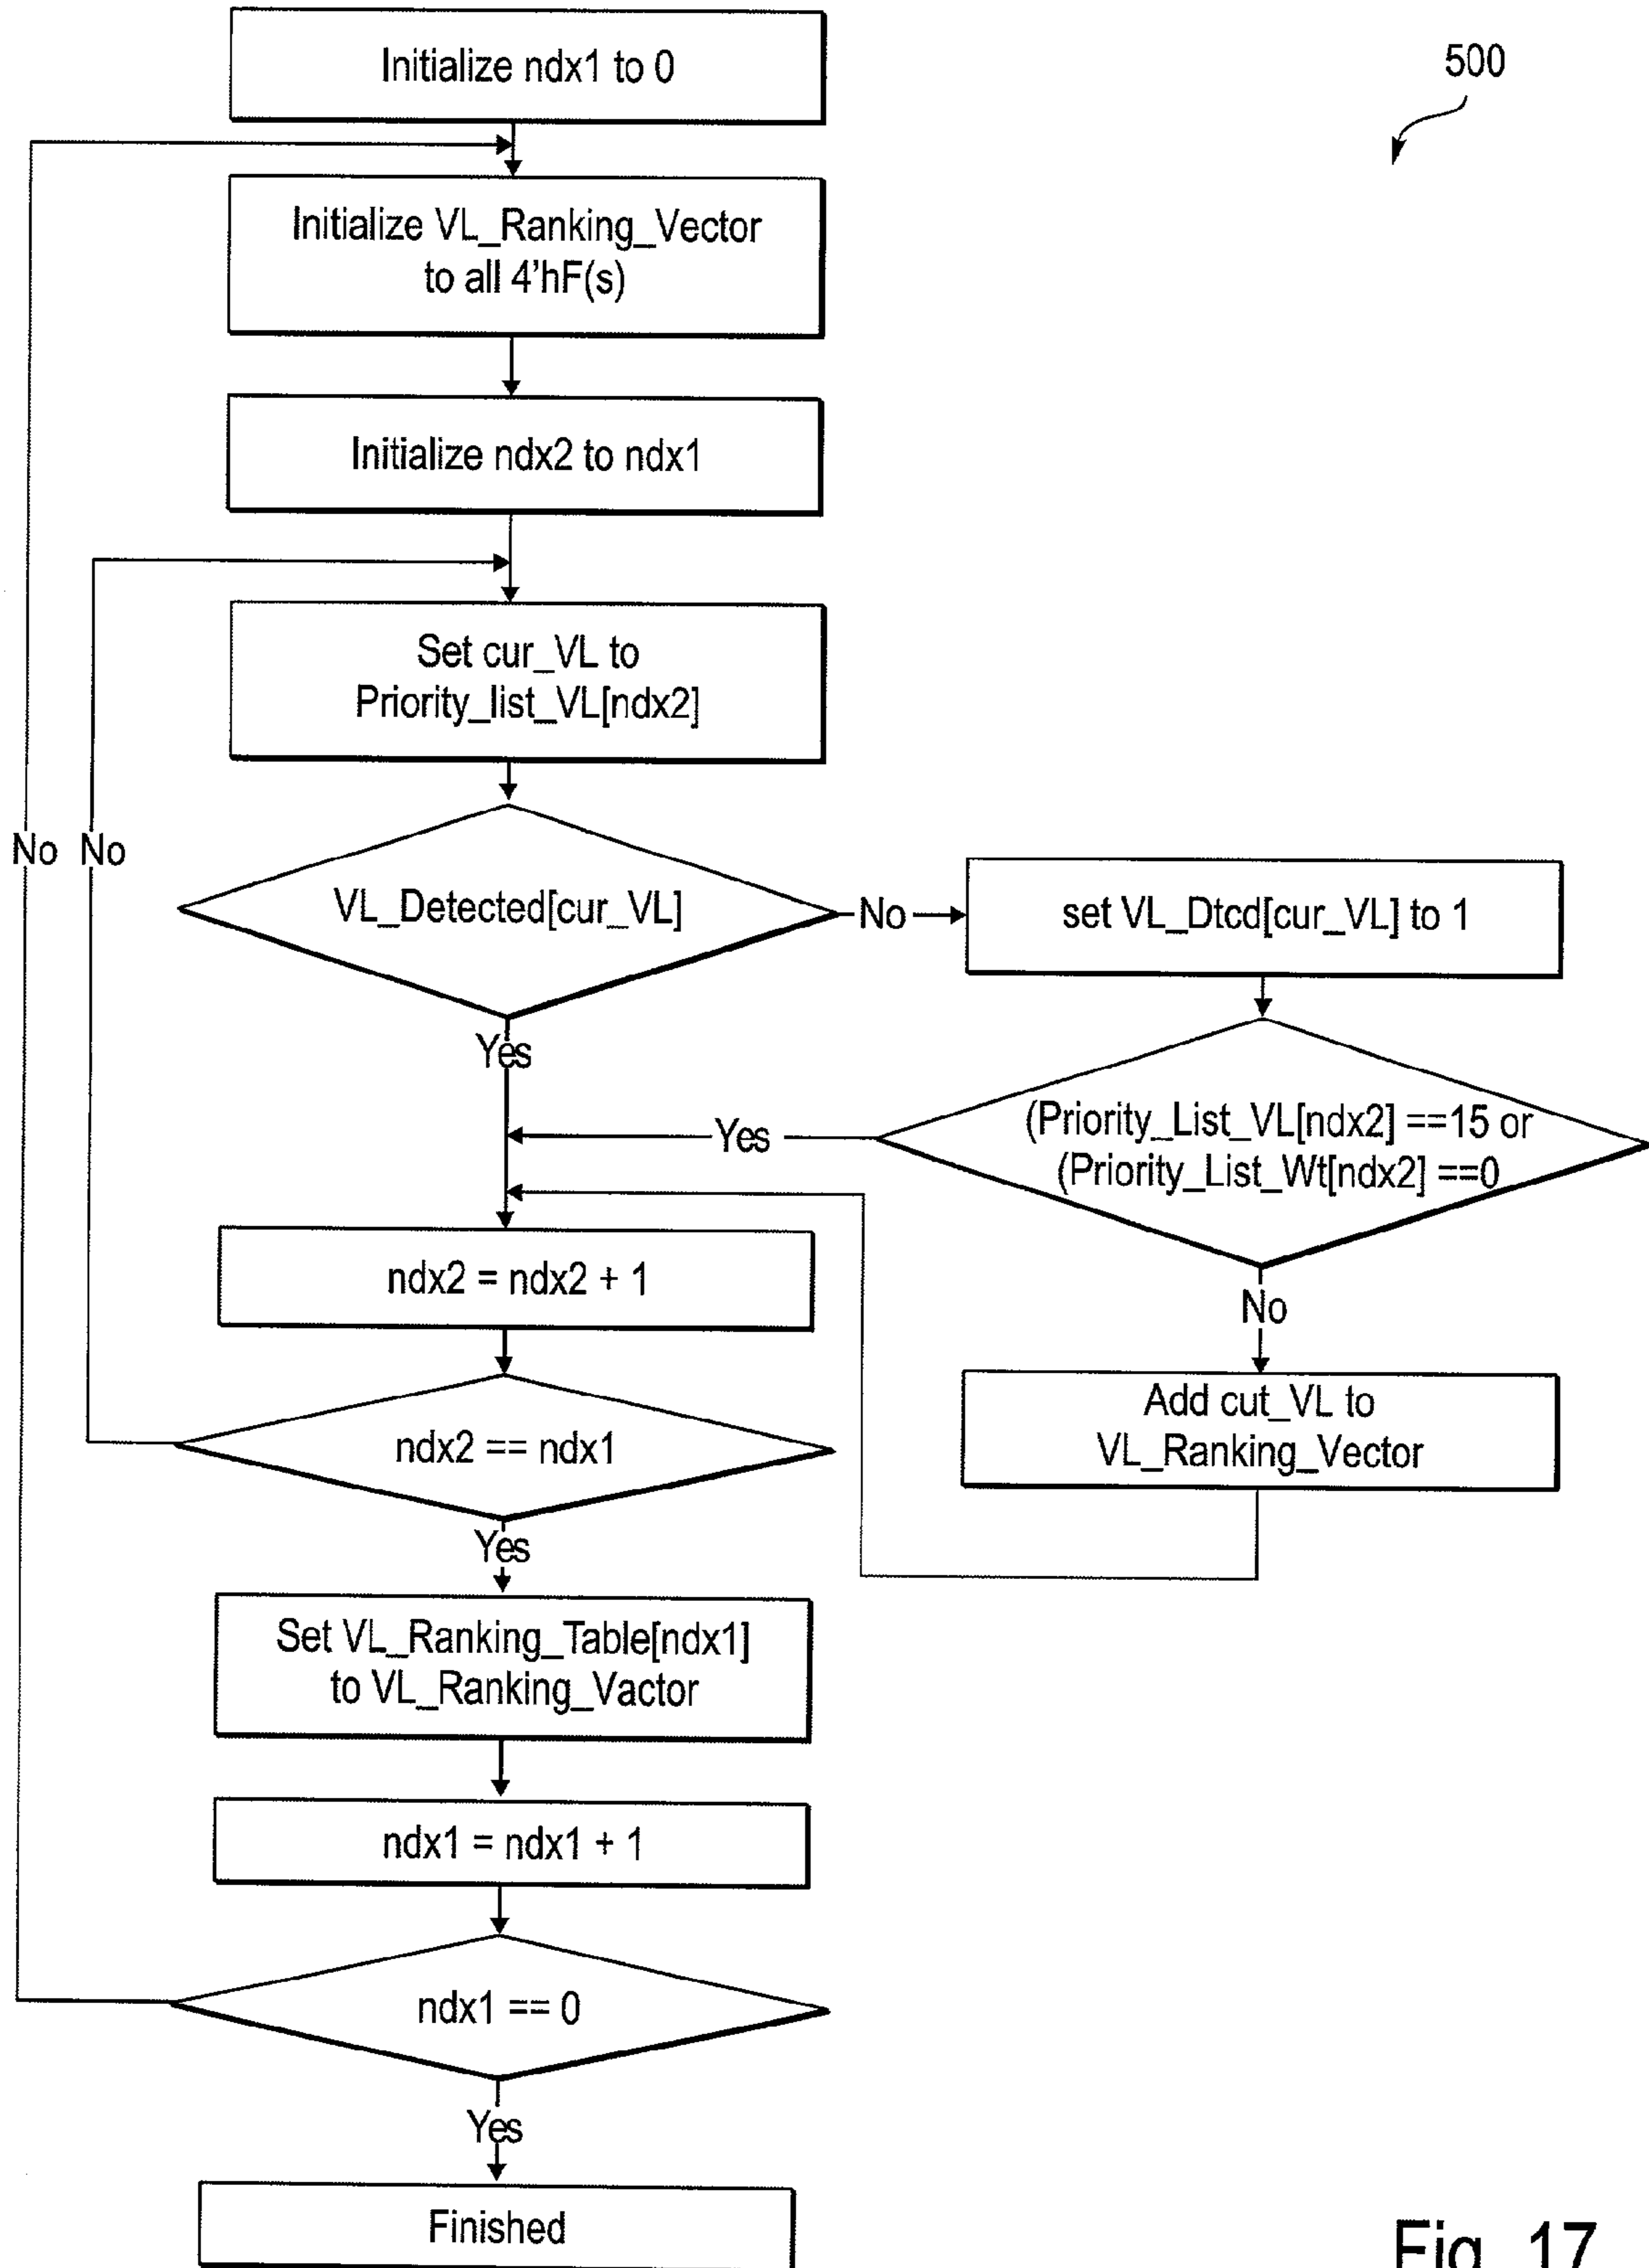 Initialize ndx1 to 0
500
Initialize VL_Ranking_Vector
to all 4'hF(s)
Initialize ndx2 to ndx1
Set cur_VL to
Priority_list_VL[ndx2]
No
No
VL_Detected[cur_VL]
No
set VL_Dtcd[cur_VL] to 1
Yes
(Priority_List_VL[ndx2] ==15 or
(Priority_List_Wt[ndx2] ==0
Yes
ndx2 = ndx2 + 1
No
Add cut_VL to
VL_Ranking_Vector
ndx2 == ndx1
Yes
Set VL_Ranking_Table[ndx1]
to VL_Ranking_Vactor
ndx1 = ndx1 + 1
ndx1 == 0
Yes
Finished
Fig. 17